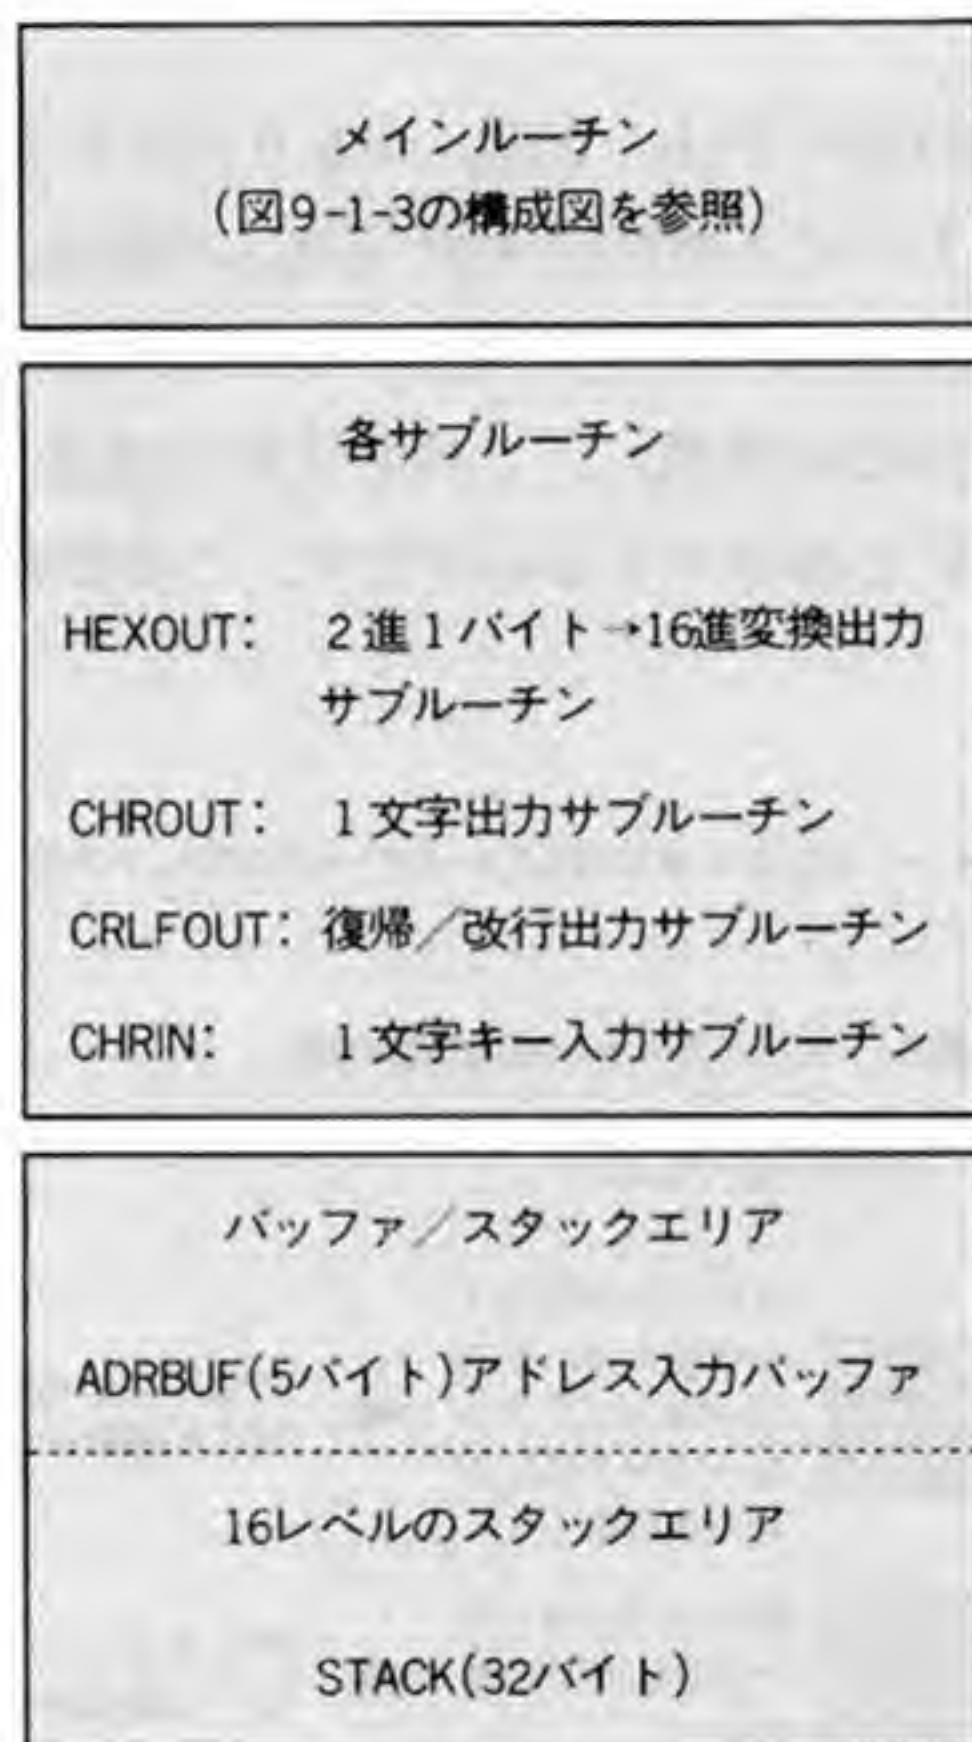 メインルーチン
(図9-1-3の構成図を参照)
各サブルーチン
HEXOUT: 2進1バイト→16進変換出力
サブルーチン
CHROUT: 1文字出力サブルーチン
CRLFOUT: 復帰/改行出力サブルーチン
CHRIN: 1文字キー入力サブルーチン
バッファ/スタックエリア
ADRBUF(5バイト)アドレス入力バッファ
16レベルのスタックエリア
STACK(32バイト)